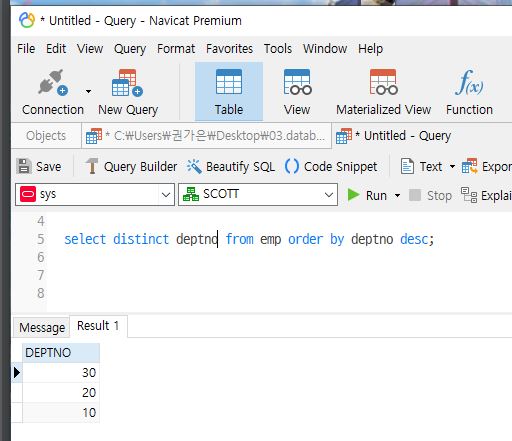 * Untitled - Query - Navicat Premium
File Edit View Query Format Favorites Tools Window Help
Connection New Query Table View Materialized View Function
Objects * C:₩Users₩권가은₩Desktop₩03.datab... * Untitled - Query
Save Query Builder Beautify SQL () Code Snippet Text Expor
sys SCOTT Run Stop Explai
4
5 select distinct deptno from emp order by deptno desc;
6
7
8
Message Result 1
DEPTNO
30
20
10